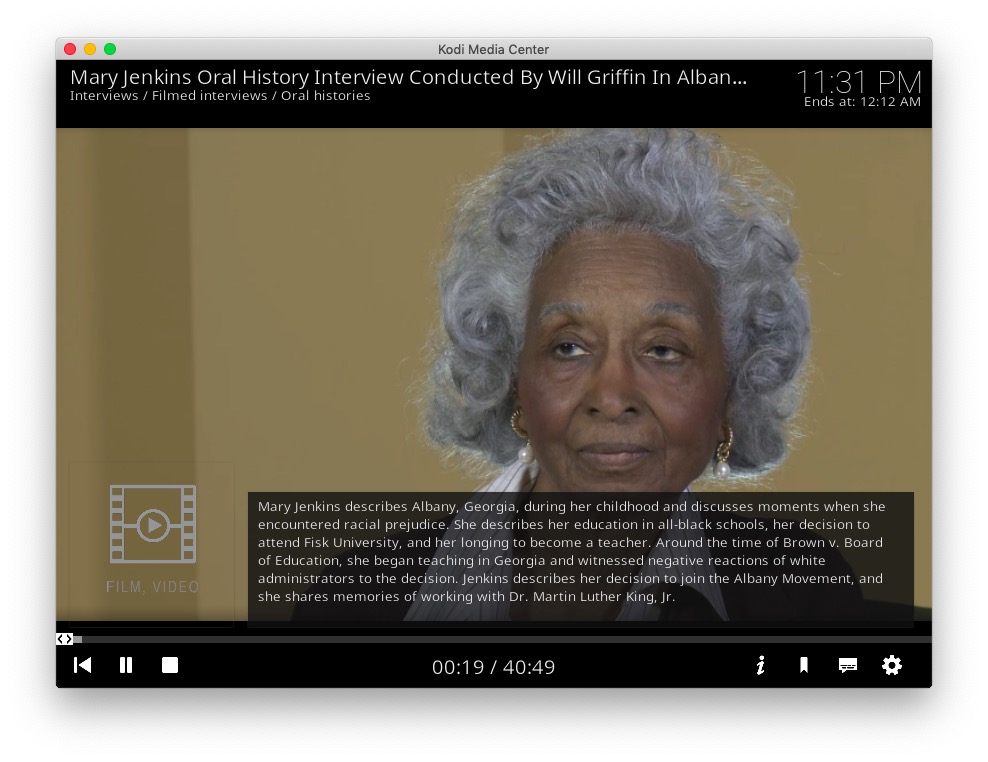 Kodi Media Center
Mary Jenkins Oral History Interview Conducted By Will Griffin In Alban...
11:31 PM
Interviews / Filmed interviews / Oral histories
Ends at: 12:12 AM
Mary Jenkins describes Albany, Georgia, during her childhood and discusses moments when she
encountered racial prejudice. She describes her education in all-black schools, her decision to
attend Fisk University, and her longing to become a teacher. Around the time of Brown v. Board
of Education, she began teaching in Georgia and witnessed negative reactions of white
administrators to the decision. Jenkins describes her decision to join the Albany Movement, and
she shares memories of working with Dr. Martin Luther King, Jr.
FILM, VIDEO
00:19 / 40:49